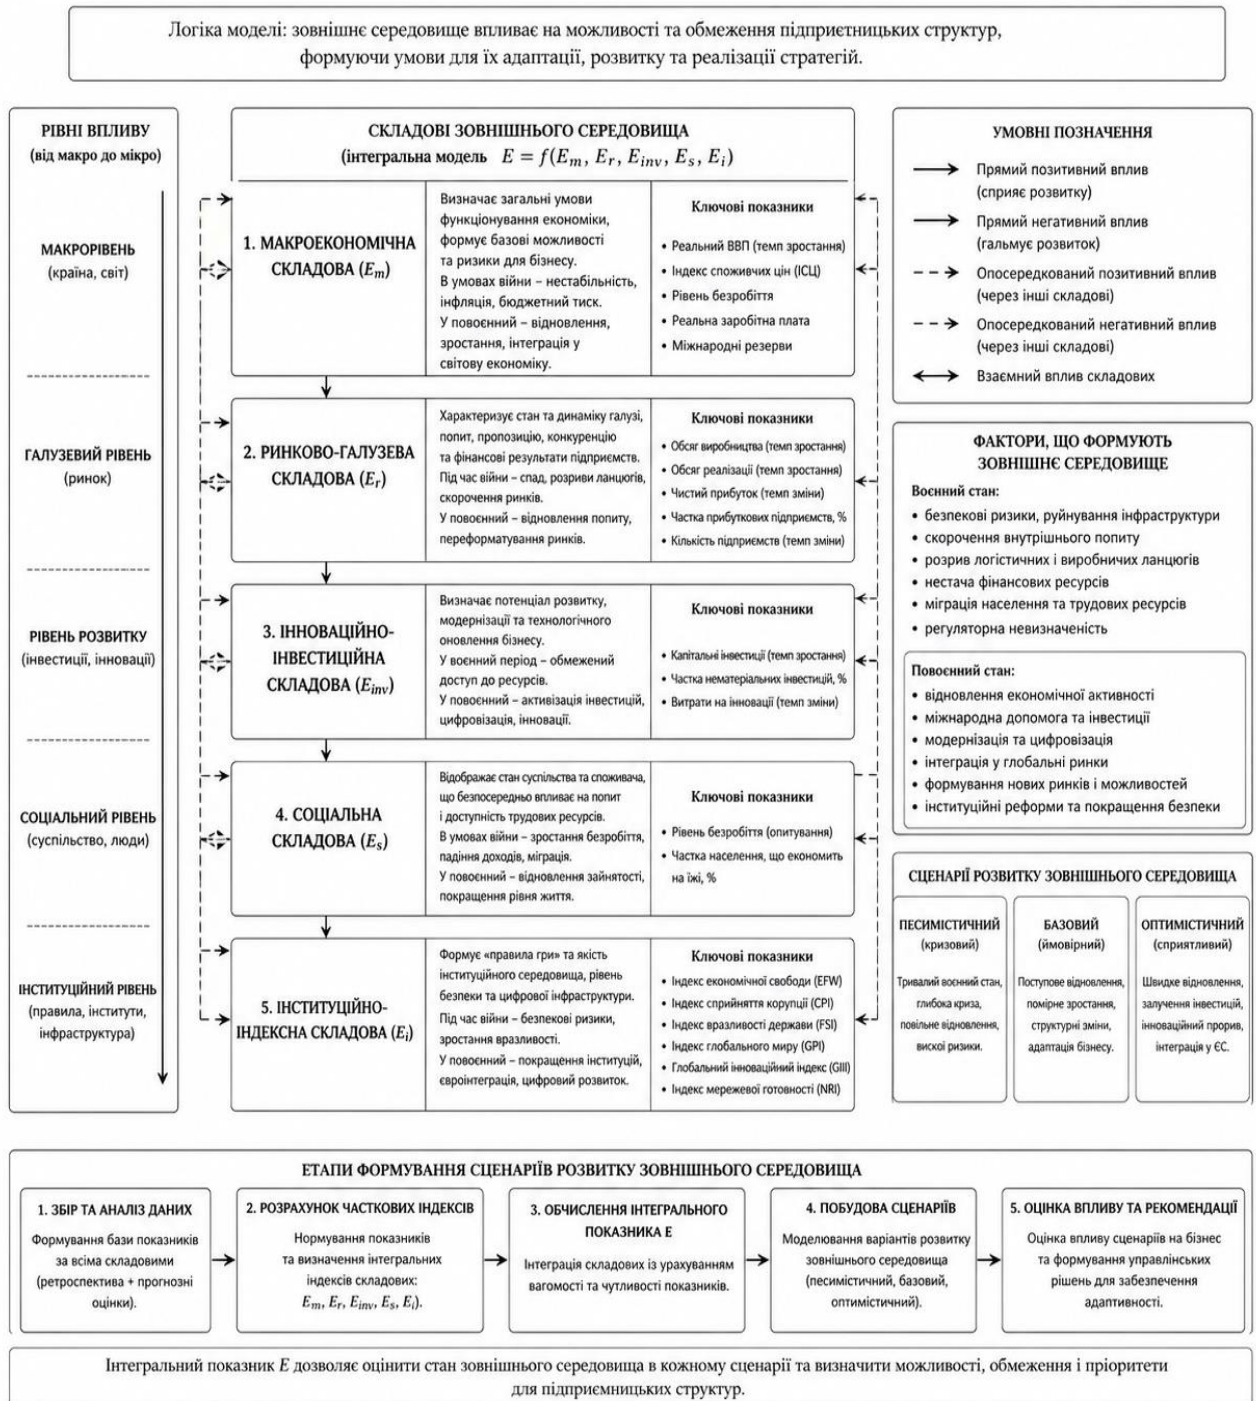 Логіка моделі: зовнішнє середовище впливає на можливості та обмеження підприєтницьких структур,
формуючи умови для їх адаптації, розвитку та реалізації стратегій.
РІВНІ ВПЛИВУ
(від макро до мікро)
МАКРОРІВЕНЬ
(країна, світ)
ГАЛУЗЕВИЙ РІВЕНЬ
(ринок)
РІВЕНЬ РОЗВИТКУ
(інвестиції, інновації)
СОЦІАЛЬНИЙ РІВЕНЬ
(суспільство, люди)
ІНСТИТУЦІЙНИЙ РІВЕНЬ
(правила, інститути,
інфраструктура)
СКЛАДОВІ ЗОВНІШНЬОГО СЕРЕДОВИЩА
(інтегральна модель E = f(E_m, E_r, E_inv, E_s, E_i)
1. МАКРОЕКОНОМІЧНА
СКЛАДОВА (E_m)
Визначає загальні умови
функціонування економіки,
формує базові можливості
та ризики для бізнесу.
В умовах війни – нестабільність,
інфляція, бюджетний тиск.
У повоєнний – відновлення,
зростання, інтеграція у
світову економіку.
Ключові показники
• Реальний ВВП (темп зростання)
• Індекс споживчих цін (ІСЦ)
• Рівень безробіття
• Реальна заробітна плата
• Міжнародні резерви
2. РИНКОВО-ГАЛУЗЕВА
СКЛАДОВА (E_r)
Характеризує стан та динаміку галузі,
попит, пропозицію, конкуренцію
та фінансові результати підприємств.
Під час війни – спад, розриви ланцюгів,
скорочення ринків.
У повоєнний – відновлення попиту,
переформатування ринків.
Ключові показники
• Обсяг виробництва (темп зростання)
• Обсяг реалізації (темп зростання)
• Чистий прибуток (темп зміни)
• Частка прибуткових підприємств, %
• Кількість підприємств (темп зміни)
3. ІННОВАЦІЙНО-
ІНВЕСТИЦІЙНА
СКЛАДОВА (E_inv)
Визначає потенціал розвитку,
модернізації та технологічного
оновлення бізнесу.
У воєнний період – обмежений
доступ до ресурсів.
У повоєнний – активізація інвестицій,
цифровізація, інновації.
Ключові показники
• Капітальні інвестиції (темп зростання)
• Частка нематеріальних інвестицій, %
• Витрати на інновації (темп зміни)
4. СОЦІАЛЬНА
СКЛАДОВА (E_s)
Відображає стан суспільства та споживача,
що безпосередньо впливає на попит
і доступність трудових ресурсів.
В умовах війни – зростання безробіття,
падіння доходів, міграція.
У повоєнний – відновлення зайнятості,
покращення рівня життя.
Ключові показники
• Рівень безробіття (опитування)
• Частка населення, що економить
на їжі, %
5. ІНСТИТУЦІЙНО-
ІНДЕКСНА СКЛАДОВА (E_i)
Формує «правила гри» та якість
інституційного середовища, рівень
безпеки та цифрової інфраструктури.
Під час війни – безпекові ризики,
зростання вразливості.
У повоєнний – покращення інституцій,
євроінтеграція, цифровий розвиток.
Ключові показники
• Індекс економічної свободи (EFW)
• Індекс сприйняття корупції (CPI)
• Індекс вразливості держави (FSI)
• Індекс глобального миру (GPI)
• Глобальний інноваційний індекс (GIII)
• Індекс мережевої готовності (NRI)
УМОВНІ ПОЗНАЧЕННЯ
Прямий позитивний вплив
(сприяє розвитку)
Прямий негативний вплив
(гальмує розвиток)
Опосередкований позитивний вплив
(через інші складові)
Опосередкований негативний вплив
(через інші складові)
Взаємний вплив складових
ФАКТОРИ, ЩО ФОРМУЮТЬ
ЗОВНІШНЄ СЕРЕДОВИЩЕ
Воєнний стан:
• безпекові ризики, руйнування інфраструктури
• скорочення внутрішнього попиту
• розрив логістичних і виробничих ланцюгів
• нестача фінансових ресурсів
• міграція населення та трудових ресурсів
• регуляторна невизначеність
Повоєнний стан:
• відновлення економічної активності
• міжнародна допомога та інвестиції
• модернізація та цифровізація
• інтеграція у глобальні ринки
• формування нових ринків і можливостей
• інституційні реформи та покращення безпеки
СЦЕНАРІЇ РОЗВИТКУ ЗОВНІШНЬОГО СЕРЕДОВИЩА
ПЕСИМІСТИЧНИЙ
(кризовий)
Тривалий воєнний стан,
глибока криза,
повільне відновлення,
вискої ризики.
БАЗОВИЙ
(ймовірний)
Поступове відновлення,
помірне зростання,
структурні зміни,
адаптація бізнесу.
ОПТИМІСТИЧНИЙ
(сприятливий)
Швидке відновлення,
залучення інвестицій,
інноваційний прорив,
інтеграція у ЄС.
ЕТАПИ ФОРМУВАННЯ СЦЕНАРІЇВ РОЗВИТКУ ЗОВНІШНЬОГО СЕРЕДОВИЩА
1. ЗБІР ТА АНАЛІЗ ДАНИХ
Формування бази показників
за всіма складовими
(ретроспектива + прогнозні
оцінки).
2. РОЗРАХУНОК ЧАСТКОВИХ ІНДЕКСІВ
Нормування показників
та визначення інтегральних
індексів складових:
E_m, E_r, E_inv, E_s, E_i).
3. ОБЧИСЛЕННЯ ІНТЕГРАЛЬНОГО
ПОКАЗНИКА E
Інтеграція складових із урахуванням
вагомості та чутливості показників.
4. ПОБУДОВА СЦЕНАРІЇВ
Моделювання варіантів розвитку
зовнішнього середовища
(песимістичний, базовий,
оптимістичний).
5. ОЦІНКА ВПЛИВУ ТА РЕКОМЕНДАЦІЇ
Оцінка впливу сценаріїв на бізнес
та формування управлінських
рішень для забезпечення
адаптивності.
Інтегральний показник E дозволяє оцінити стан зовнішнього середовища в кожному сценарії та визначити можливості, обмеження і пріоритети
для підприємницьких структур.